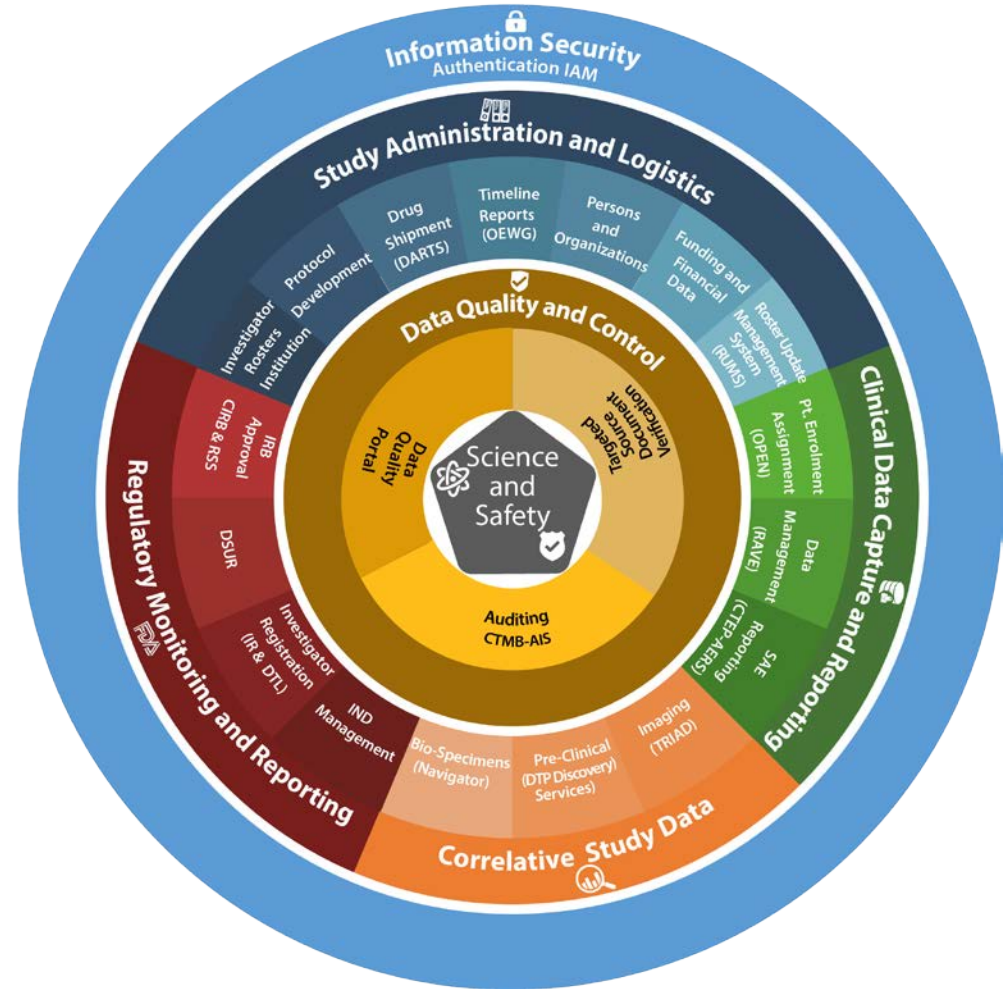 Information Security
Authentication IAM
Study Administration and Logistics
Investigator
Rosters
Institution
Protocol
Development
Drug
Shipment
(DARTS)
Timeline
Reports
(OEWG)
Persons
and
Organizations
Funding and
Financial
Data
Roster Update
Management
System
(RUMS)
Clinical Data Capture and Reporting
Pt. Enrolment
Assignment
(OPEN)
Data
Management
(RAVE)
SAE
Reporting
(CTEP-AERS)
Correlative Study Data
Imaging
(TRIAD)
Pre-Clinical
(DTP Discovery)
Services)
Bio-Specimens
(Navigator)
Regulatory Monitoring and Reporting
FDA
IND
Management
Investigator
Registration
(IR & DTL)
DSUR
IRB
Approval
CIRB & RSS
Data Quality and Control
Data
Quality
Portal
Targeted
Source
Document
Verification
Auditing
CTMB-AIS
Science
and
Safety